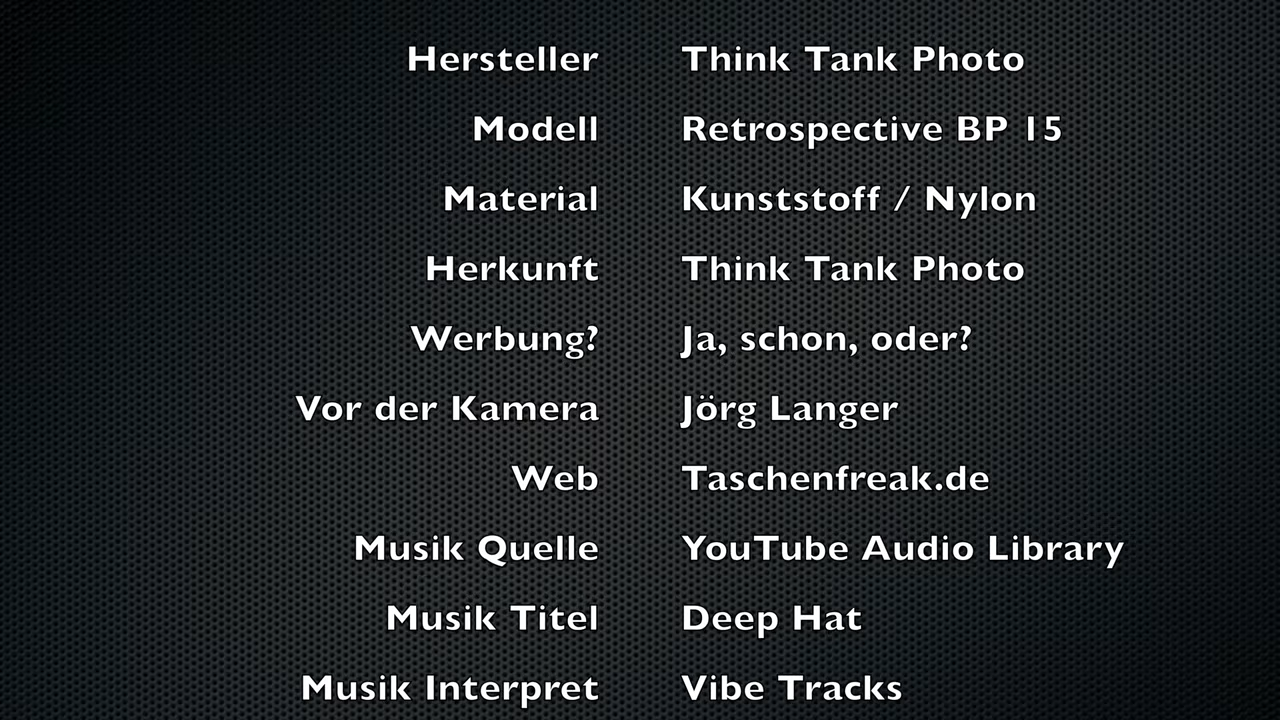 Hersteller Think Tank Photo
Modell Retrospective BP 15
Material Kunststoff / Nylon
Herkunft Think Tank Photo
Werbung? Ja, schon, oder?
Vor der Kamera Jörg Langer
Web Taschenfreak.de
Musik Quelle YouTube Audio Library
Musik Titel Deep Hat
Musik Interpret Vibe Tracks